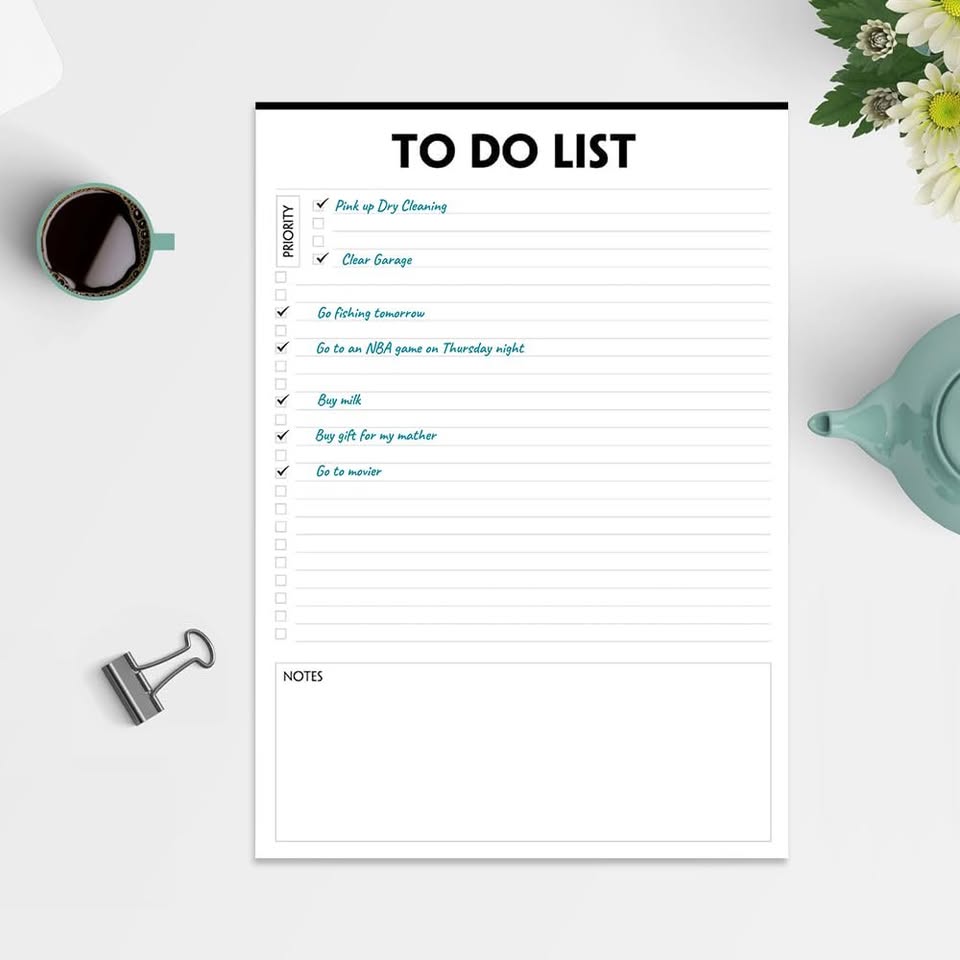 TO DO LIST
PRIORITY
Pink up Dry Cleaning
Clear Garage
Go fishing tomorrow
Go to an NBA game on Thursday night
Buy milk
Buy gift for my mather
Go to movier
NOTES